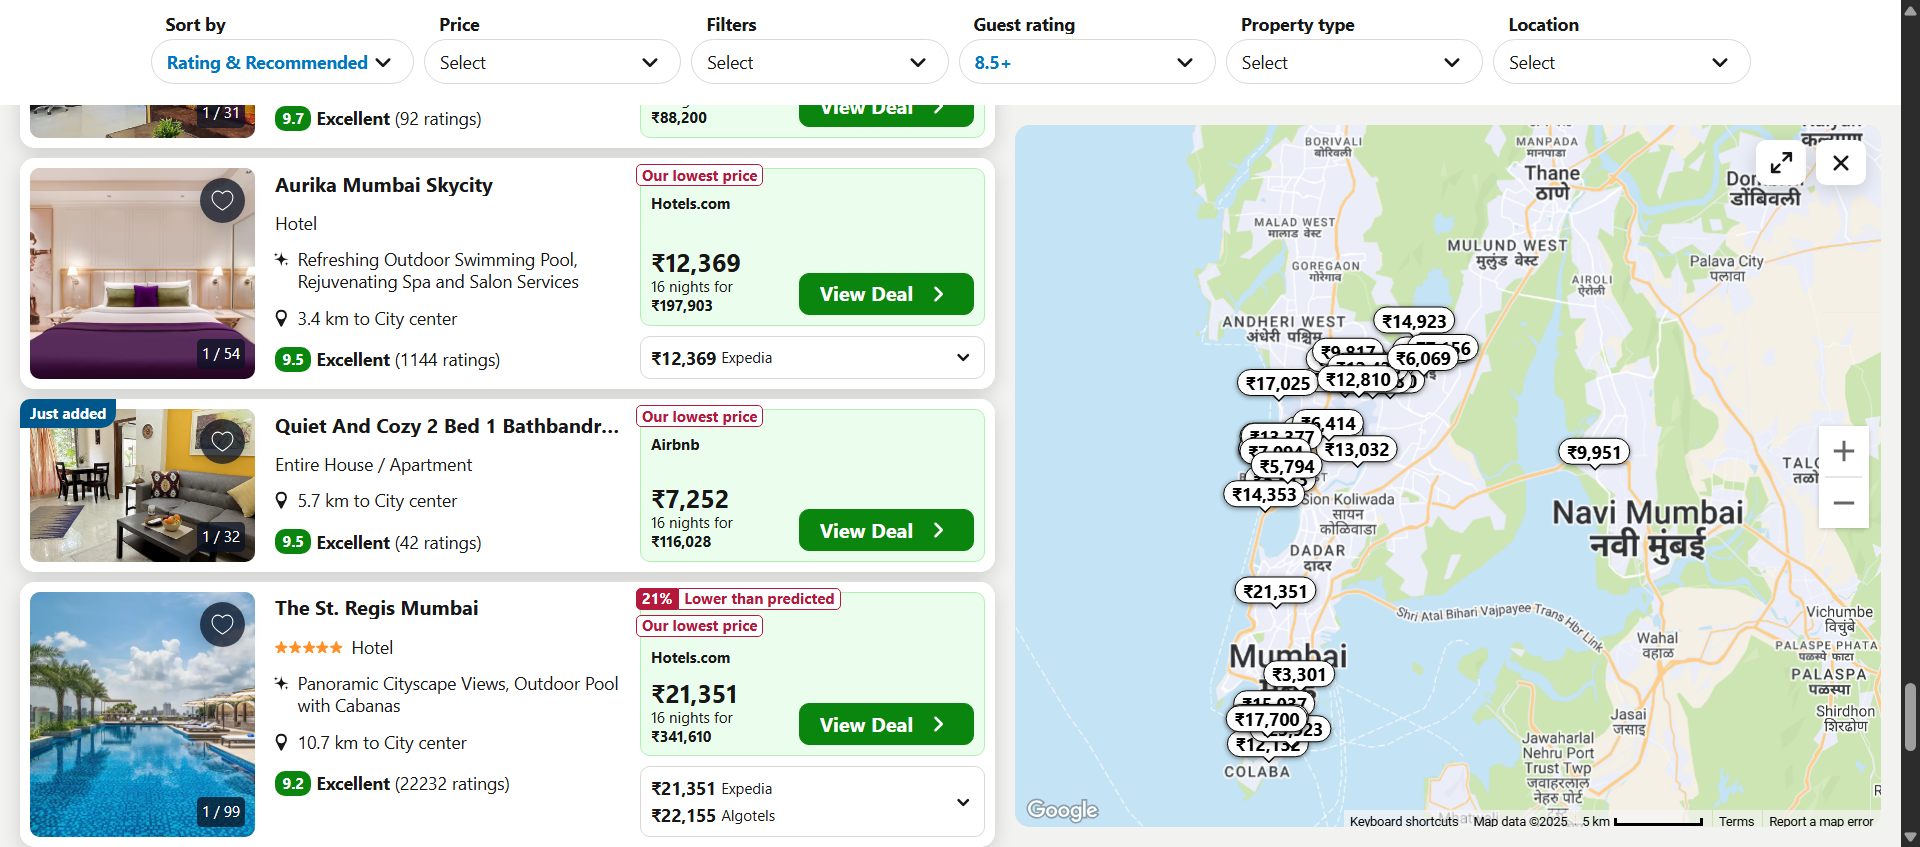 Sort by
Rating & Recommended
Price
Select
Filters
Select
Guest rating
8.5+
Property type
Select
Location
Select
1 / 31
9.7 Excellent (92 ratings)
₹88,200
View Deal
Aurika Mumbai Skycity
Hotel
Refreshing Outdoor Swimming Pool,
Rejuvenating Spa and Salon Services
3.4 km to City center
9.5 Excellent (1144 ratings)
1 / 54
Our lowest price
Hotels.com
₹12,369
16 nights for
₹197,903
View Deal
₹12,369 Expedia
Just added
Quiet And Cozy 2 Bed 1 Bathbandr...
Entire House / Apartment
5.7 km to City center
9.5 Excellent (42 ratings)
1 / 32
Our lowest price
Airbnb
₹7,252
16 nights for
₹116,028
View Deal
The St. Regis Mumbai
Hotel
Panoramic Cityscape Views, Outdoor Pool
with Cabanas
10.7 km to City center
9.2 Excellent (22232 ratings)
1 / 99
21% Lower than predicted
Our lowest price
Hotels.com
₹21,351
16 nights for
₹341,610
View Deal
₹21,351 Expedia
₹22,155 Algotels
BORIVALI
बोरिवली
MANPADA
मानपाडा
Thane
ठाणे
डोंबिवली
MALAD WEST
मालाड वेस्ट
MULUND WEST
मुलुंड वेस्ट
Palava City
पलावा
GOREGAON
गोरेगाव
AIROLI
ऐरोली
ANDHERI WEST
अंधेरी पश्चिम
₹14,923
₹9,817
₹6,069
₹17,025
₹12,810
₹6,414
₹13,377
₹13,032
₹7,094
₹5,794
₹9,951
₹14,353
Sion Koliwada
सायन
कोळिवाडा
Navi Mumbai
नवी मुंबई
DADAR
दादर
₹21,351
Shri Atal Bihari Vajpayee Trans Hbr Link
Vichumbe
विचुंबे
Wahal
वहाळ
PALASPE PHATA
पळस्पे फाटा
PALASPA
पळस्पा
Mumbai
₹3,301
₹15,037
₹17,700
₹12,132
COLABA
Jasai
जसाई
Shirdhon
शिरढोण
Jawaharlal
Nehru Port
Trust Twp
जवाहरलाल
नेहरु पोर्ट
Google
Keyboard shortcuts
Map data ©2025
5 km
Terms
Report a map error